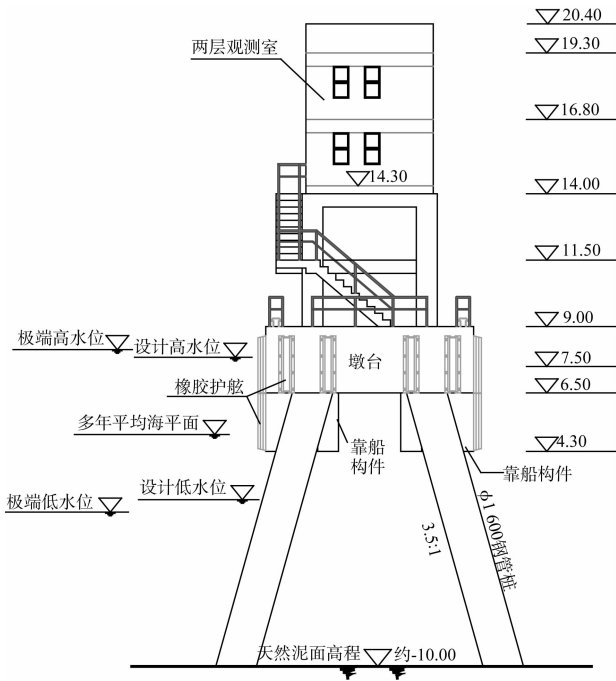 20.40
两层观测室
19.30
16.80
14.30
14.00
11.50
9.00
极端高水位
设计高水位
墩台
7.50
橡胶护舷
6.50
多年平均海平面
靠船
构件
4.30
靠船构件
设计低水位
极端低水位
3.5:1
ф1 600钢管桩
天然泥面高程
约-10.00